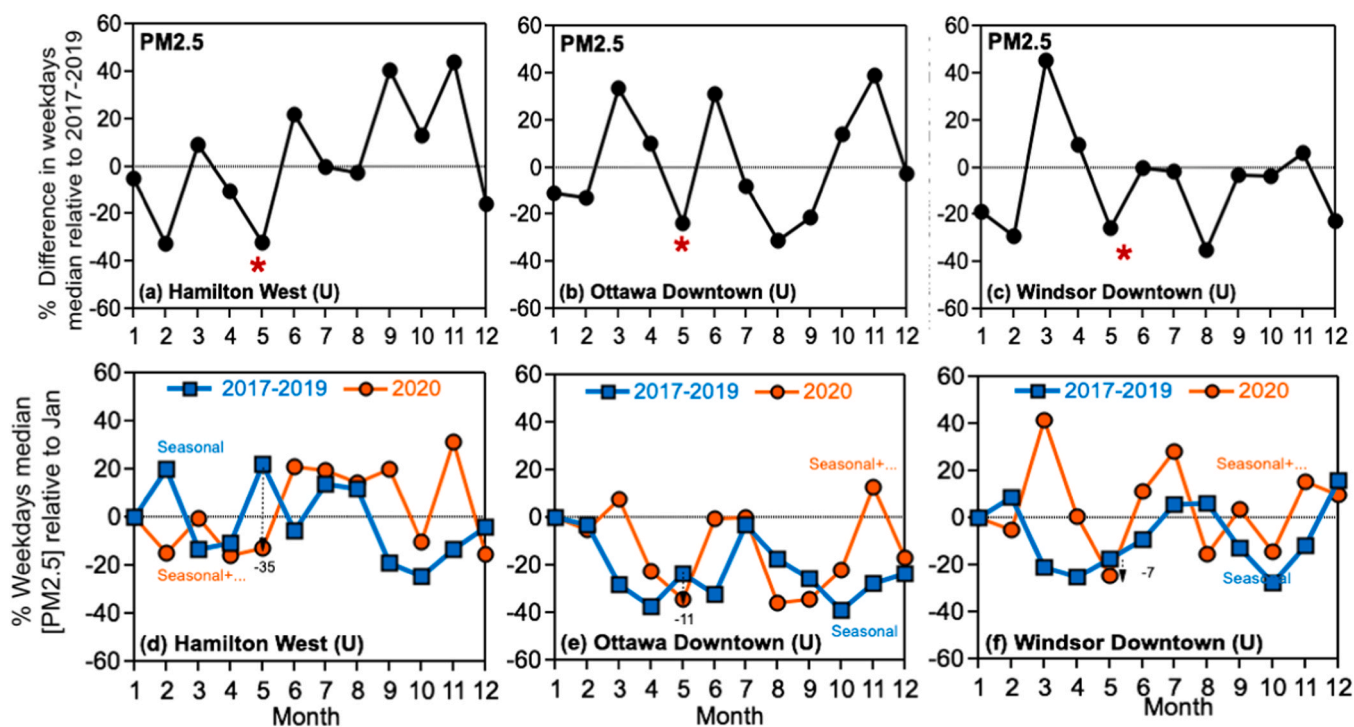 % Difference in weekdays
median relative to 2017-2019
60
40
20
0
-20
-40
-60
PM2.5
*
(a) Hamilton West (U)
1 2 3 4 5 6 7 8 9 10 11 12
60
40
20
0
-20
-40
-60
PM2.5
*
(b) Ottawa Downtown (U)
1 2 3 4 5 6 7 8 9 10 11 12
60
40
20
0
-20
-40
-60
PM2.5
*
(c) Windsor Downtown (U)
1 2 3 4 5 6 7 8 9 10 11 12
% Weekdays median
[PM2.5] relative to Jan
60
40
20
0
-20
-40
-60
2017-2019 2020
Seasonal
Seasonal+...
-35
(d) Hamilton West (U)
1 2 3 4 5 6 7 8 9 10 11 12
Month
60
40
20
0
-20
-40
-60
2017-2019 2020
Seasonal+...
-11
Seasonal
(e) Ottawa Downtown (U)
1 2 3 4 5 6 7 8 9 10 11 12
Month
60
40
20
0
-20
-40
-60
2017-2019 2020
Seasonal+...
-7
Seasonal
(f) Windsor Downtown (U)
1 2 3 4 5 6 7 8 9 10 11 12
Month